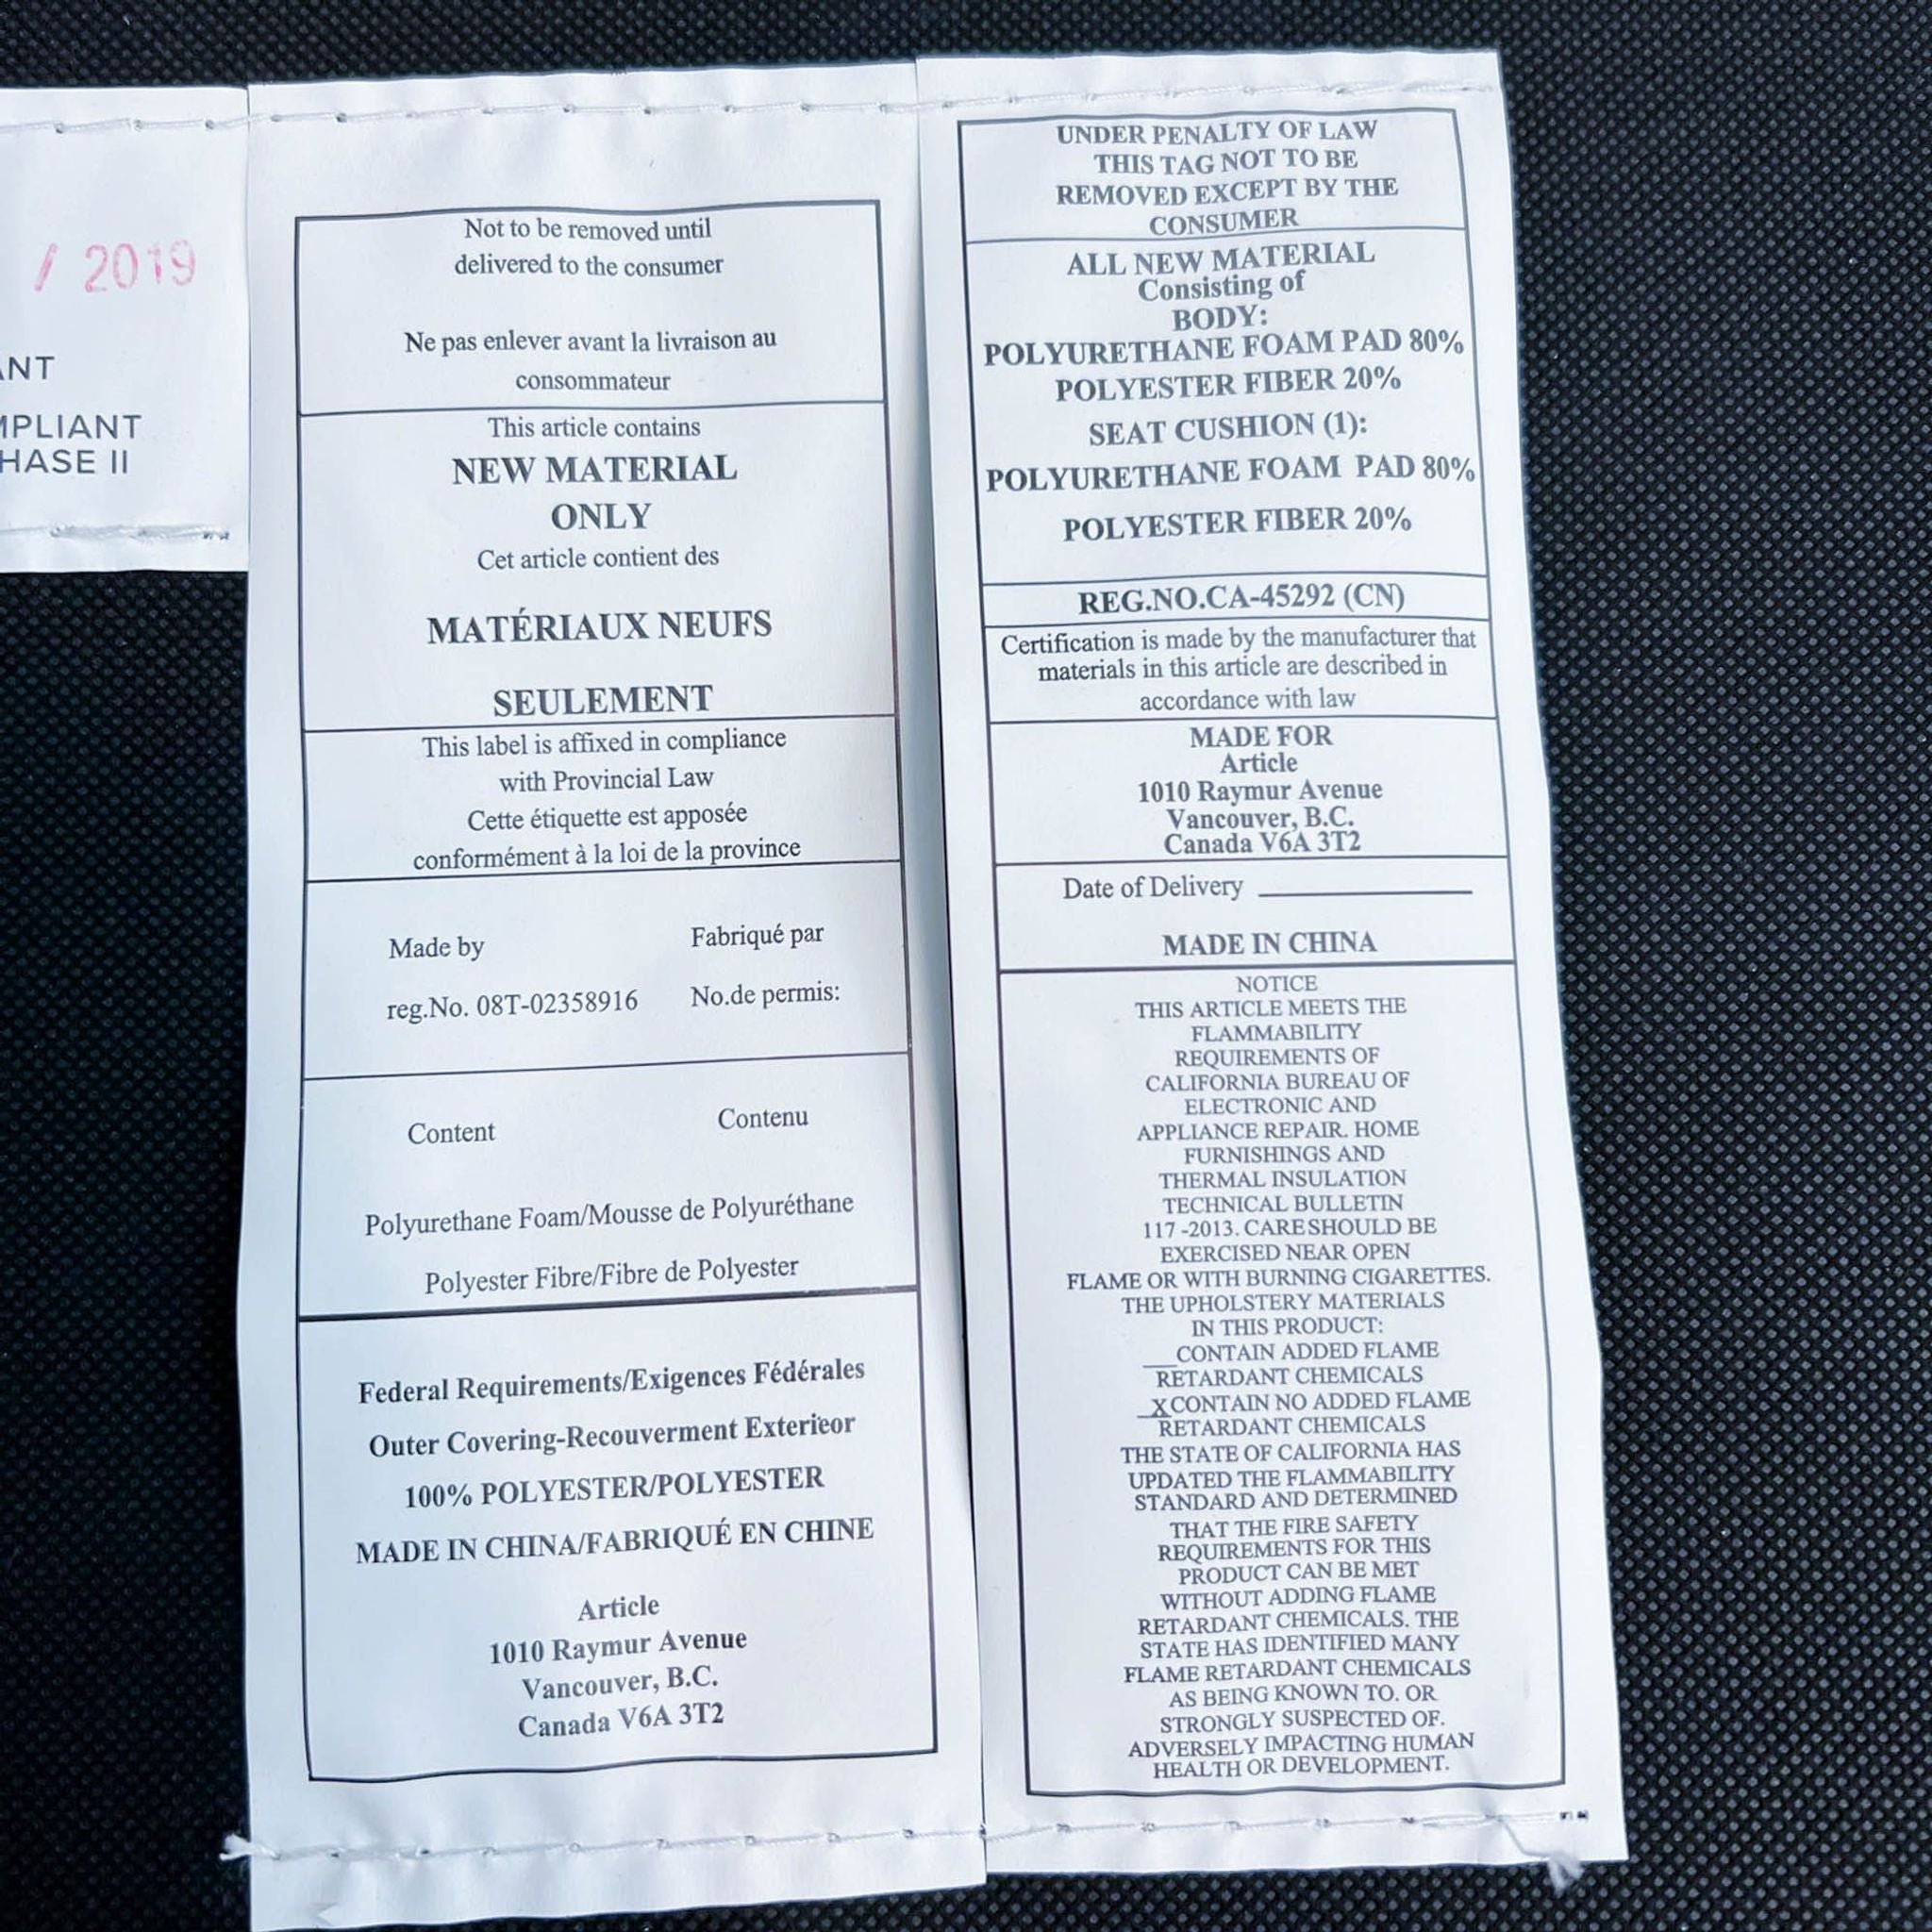 / 2019
ANT
MPLIANT
HASE II
Not to be removed until
delivered to the consumer
Ne pas enlever avant la livraison au
consommateur
This article contains
NEW MATERIAL
ONLY
Cet article contient des
MATÉRIAUX NEUFS
SEULEMENT
This label is affixed in compliance
with Provincial Law
Cette étiquette est apposée
conformément à la loi de la province
Made by Fabriqué par
reg.No. 08T-02358916 No.de permis:
Content Contenu
Polyurethane Foam/Mousse de Polyuréthane
Polyester Fibre/Fibre de Polyester
Federal Requirements/Exigences Fédérales
Outer Covering-Recouverment Exterieor
100% POLYESTER/POLYESTER
MADE IN CHINA/FABRIQUÉ EN CHINE
Article
1010 Raymur Avenue
Vancouver, B.C.
Canada V6A 3T2
UNDER PENALTY OF LAW
THIS TAG NOT TO BE
REMOVED EXCEPT BY THE
CONSUMER
ALL NEW MATERIAL
Consisting of
BODY:
POLYURETHANE FOAM PAD 80%
POLYESTER FIBER 20%
SEAT CUSHION (1):
POLYURETHANE FOAM PAD 80%
POLYESTER FIBER 20%
REG.NO.CA-45292 (CN)
Certification is made by the manufacturer that
materials in this article are described in
accordance with law
MADE FOR
Article
1010 Raymur Avenue
Vancouver, B.C.
Canada V6A 3T2
Date of Delivery
MADE IN CHINA
NOTICE
THIS ARTICLE MEETS THE
FLAMMABILITY
REQUIREMENTS OF
CALIFORNIA BUREAU OF
ELECTRONIC AND
APPLIANCE REPAIR. HOME
FURNISHINGS AND
THERMAL INSULATION
TECHNICAL BULLETIN
117 -2013. CARE SHOULD BE
EXERCISED NEAR OPEN
FLAME OR WITH BURNING CIGARETTES.
THE UPHOLSTERY MATERIALS
IN THIS PRODUCT:
___CONTAIN ADDED FLAME
RETARDANT CHEMICALS
_X CONTAIN NO ADDED FLAME
RETARDANT CHEMICALS
THE STATE OF CALIFORNIA HAS
UPDATED THE FLAMMABILITY
STANDARD AND DETERMINED
THAT THE FIRE SAFETY
REQUIREMENTS FOR THIS
PRODUCT CAN BE MET
WITHOUT ADDING FLAME
RETARDANT CHEMICALS. THE
STATE HAS IDENTIFIED MANY
FLAME RETARDANT CHEMICALS
AS BEING KNOWN TO. OR
STRONGLY SUSPECTED OF.
ADVERSELY IMPACTING HUMAN
HEALTH OR DEVELOPMENT.